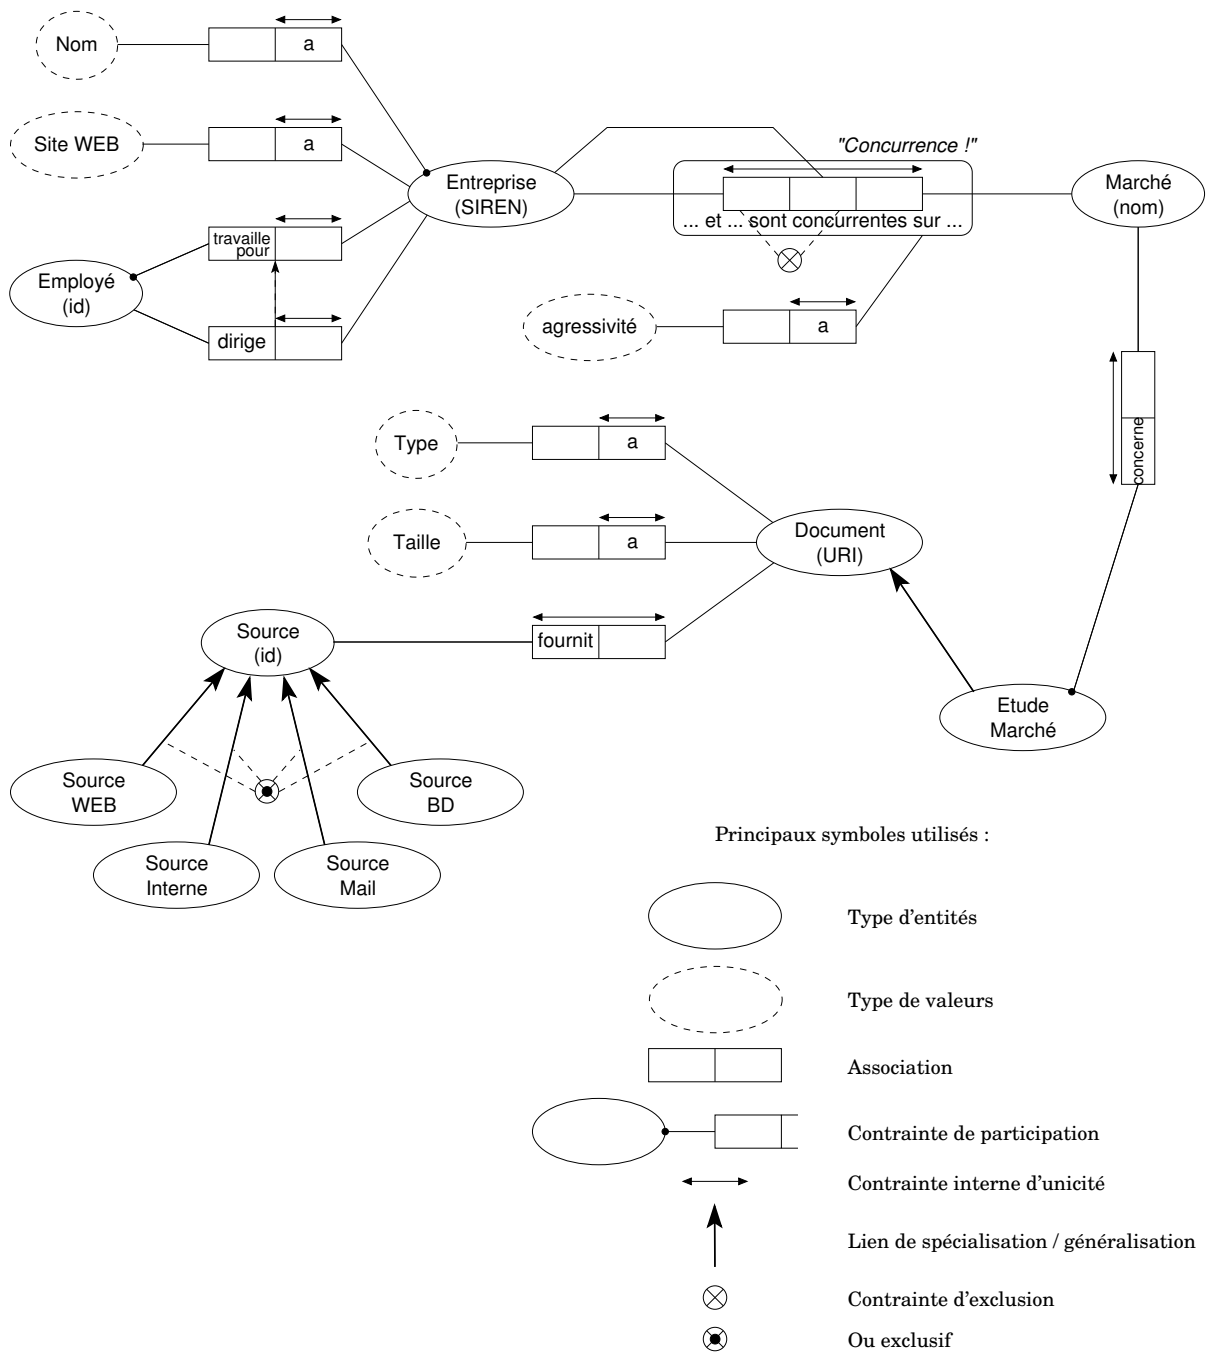 Nom
a
Site WEB
a
"Concurrence !"
Entreprise
(SIREN)
Marché
(nom)
... et ... sont concurrentes sur ...
travaille
pour
Employé
(id)
dirige
agressivité
a
concerne
Type
a
Taille
a
Document
(URI)
Source
(id)
fournit
Etude
Marché
Source
WEB
Source
BD
Source
Interne
Source
Mail
Principaux symboles utilisés :
Type d'entités
Type de valeurs
Association
Contrainte de participation
Contrainte interne d'unicité
Lien de spécialisation / généralisation
Contrainte d'exclusion
Ou exclusif